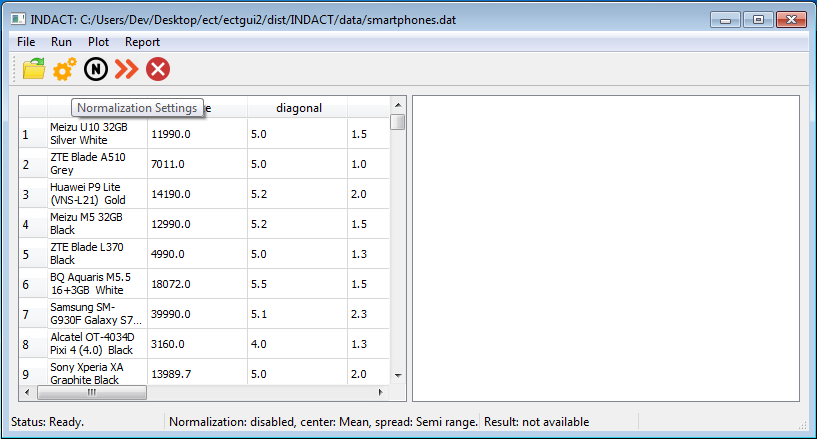 INDACT: C:/Users/Dev/Desktop/ect/ectgui2/dist/INDACT/data/smartphones.dat
File Run Plot Report
N
Normalization Settings e diagonal
1 Meizu U10 32GB Silver White 11990.0 5.0 1.5
2 ZTE Blade A510 Grey 7011.0 5.0 1.0
3 Huawei P9 Lite (VNS-L21) Gold 14190.0 5.2 2.0
4 Meizu M5 32GB Black 12990.0 5.2 1.5
5 ZTE Blade L370 Black 4990.0 5.0 1.3
6 BQ Aquaris M5.5 16+3GB White 18072.0 5.5 1.5
7 Samsung SM-G930F Galaxy S7... 39990.0 5.1 2.3
8 Alcatel OT-4034D Pixi 4 (4.0) Black 3160.0 4.0 1.3
9 Sony Xperia XA Graphite Black 13989.7 5.0 2.0
Status: Ready. Normalization: disabled, center: Mean, spread: Semi range. Result: not available